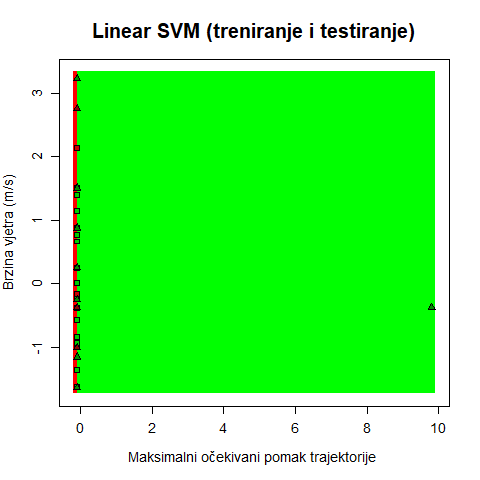 Linear SVM (treniranje i testiranje)
Brzina vjetra (m/s)
3
2
1
0
-1
0 2 4 6 8 10
Maksimalni očekivani pomak trajektorije